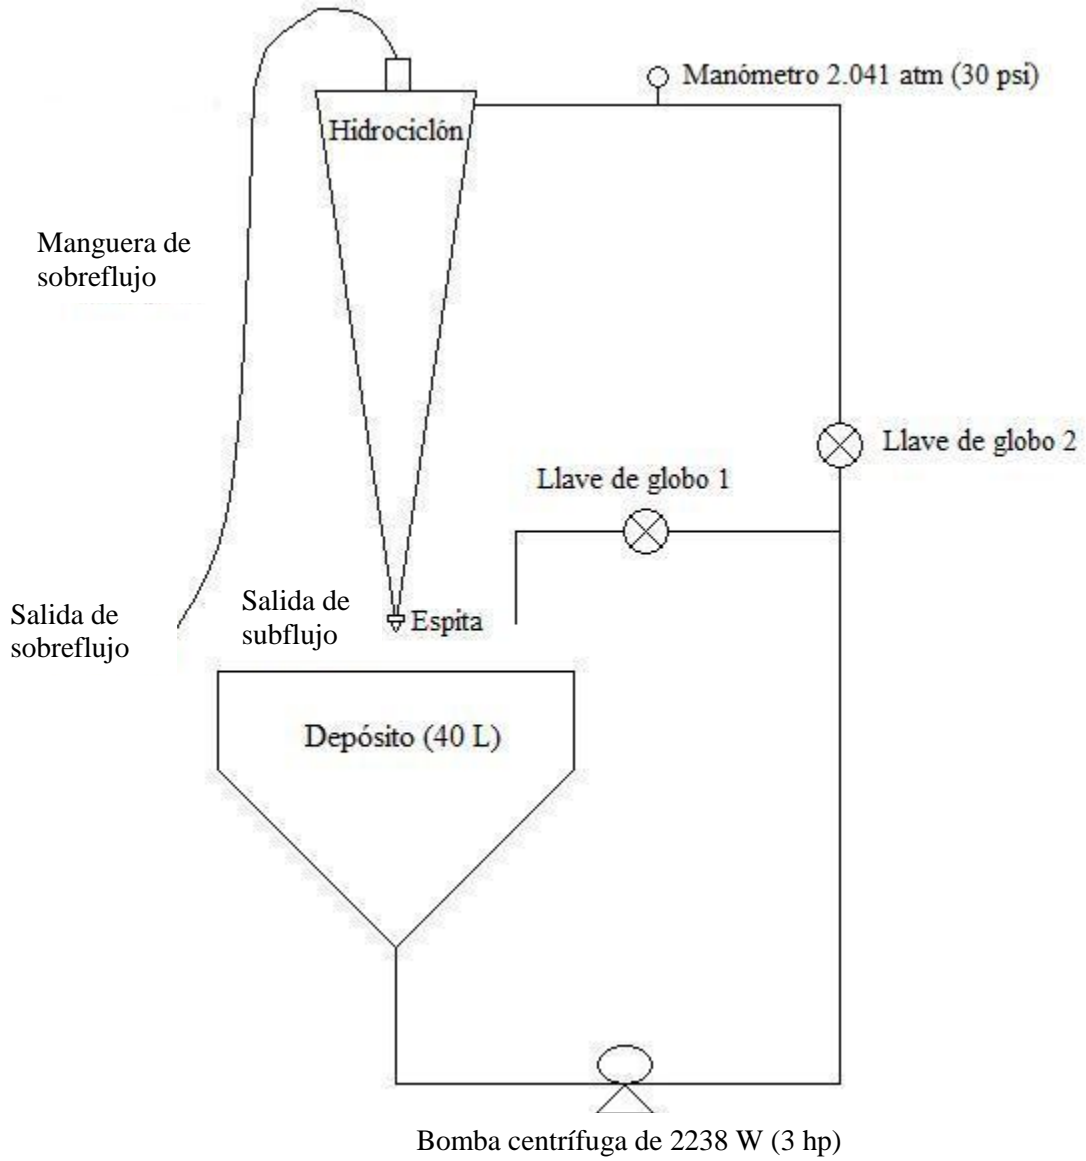 Manómetro 2.041 atm (30 psi)
Hidrociclón
Manguera de
sobreflujo
Llave de globo 2
Llave de globo 1
Salida de
sobreflujo
Salida de
subflujo
Espita
Depósito (40 L)
Bomba centrífuga de 2238 W (3 hp)